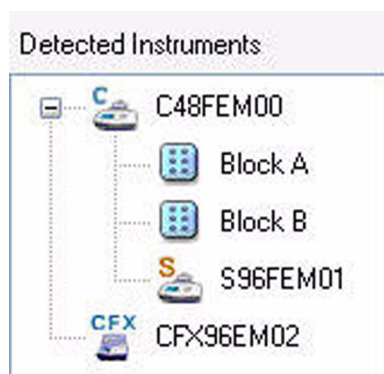 Detected Instruments
C C48FEM00
Block A
Block B
S S96FEM01
CFX CFX96EM02